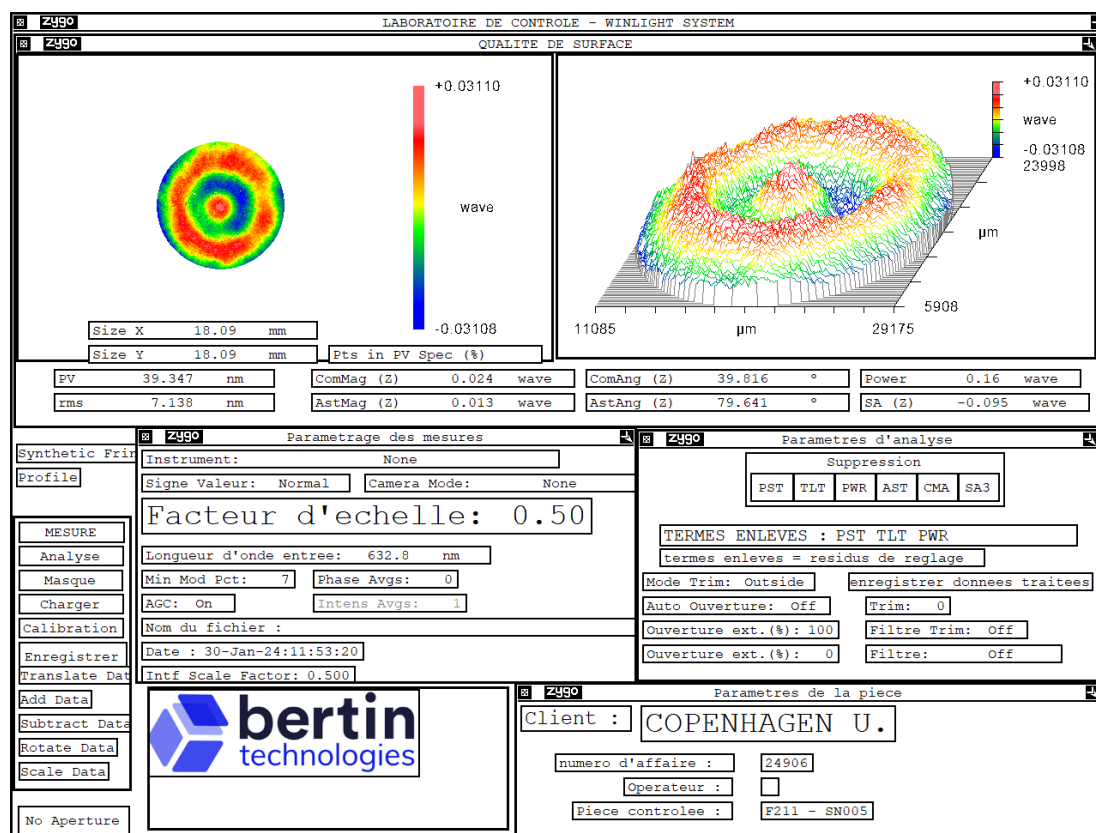 zygo LABORATOIRE DE CONTROLE - WINLIGHT SYSTEM
zygo QUALITE DE SURFACE
+0.03110
wave
-0.03108
+0.03110
wave
-0.03108
23998
µm
5908
11085 µm 29175
Size X 18.09 mm
Size Y 18.09 mm Pts in PV Spec (%)
PV 39.347 nm ComMag (Z) 0.024 wave ComAng (Z) 39.816 ° Power 0.16 wave
rms 7.138 nm AstMag (Z) 0.013 wave AstAng (Z) 79.641 ° SA (Z) -0.095 wave
Synthetic Frin
Profile
MESURE
Analyse
Masque
Charger
Calibration
Enregistrer
Translate Dat
Add Data
Subtract Data
Rotate Data
Scale Data
No Aperture
zygo Parametrage des mesures
Instrument: None
Signe Valeur: Normal Camera Mode: None
Facteur d'echelle: 0.50
Longueur d'onde entree: 632.8 nm
Min Mod Pct: 7 Phase Avgs: 0
AGC: On Intens Avgs: 1
Nom du fichier :
Date : 30-Jan-24:11:53:20
Intf Scale Factor: 0.500
zygo Parametres d'analyse
Suppression
PST TLT PWR AST CMA SA3
TERMES ENLEVES : PST TLT PWR
termes enleves = residus de reglage
Mode Trim: Outside enregistrer donnees traitees
Auto Ouverture: Off Trim: 0
Ouverture ext.(%): 100 Filtre Trim: Off
Ouverture ext.(%): 0 Filtre: Off
bertin
technologies
zygo Parametres de la piece
Client : COPENHAGEN U.
numero d'affaire : 24906
Operateur :
Piece controlee : F211 - SN005